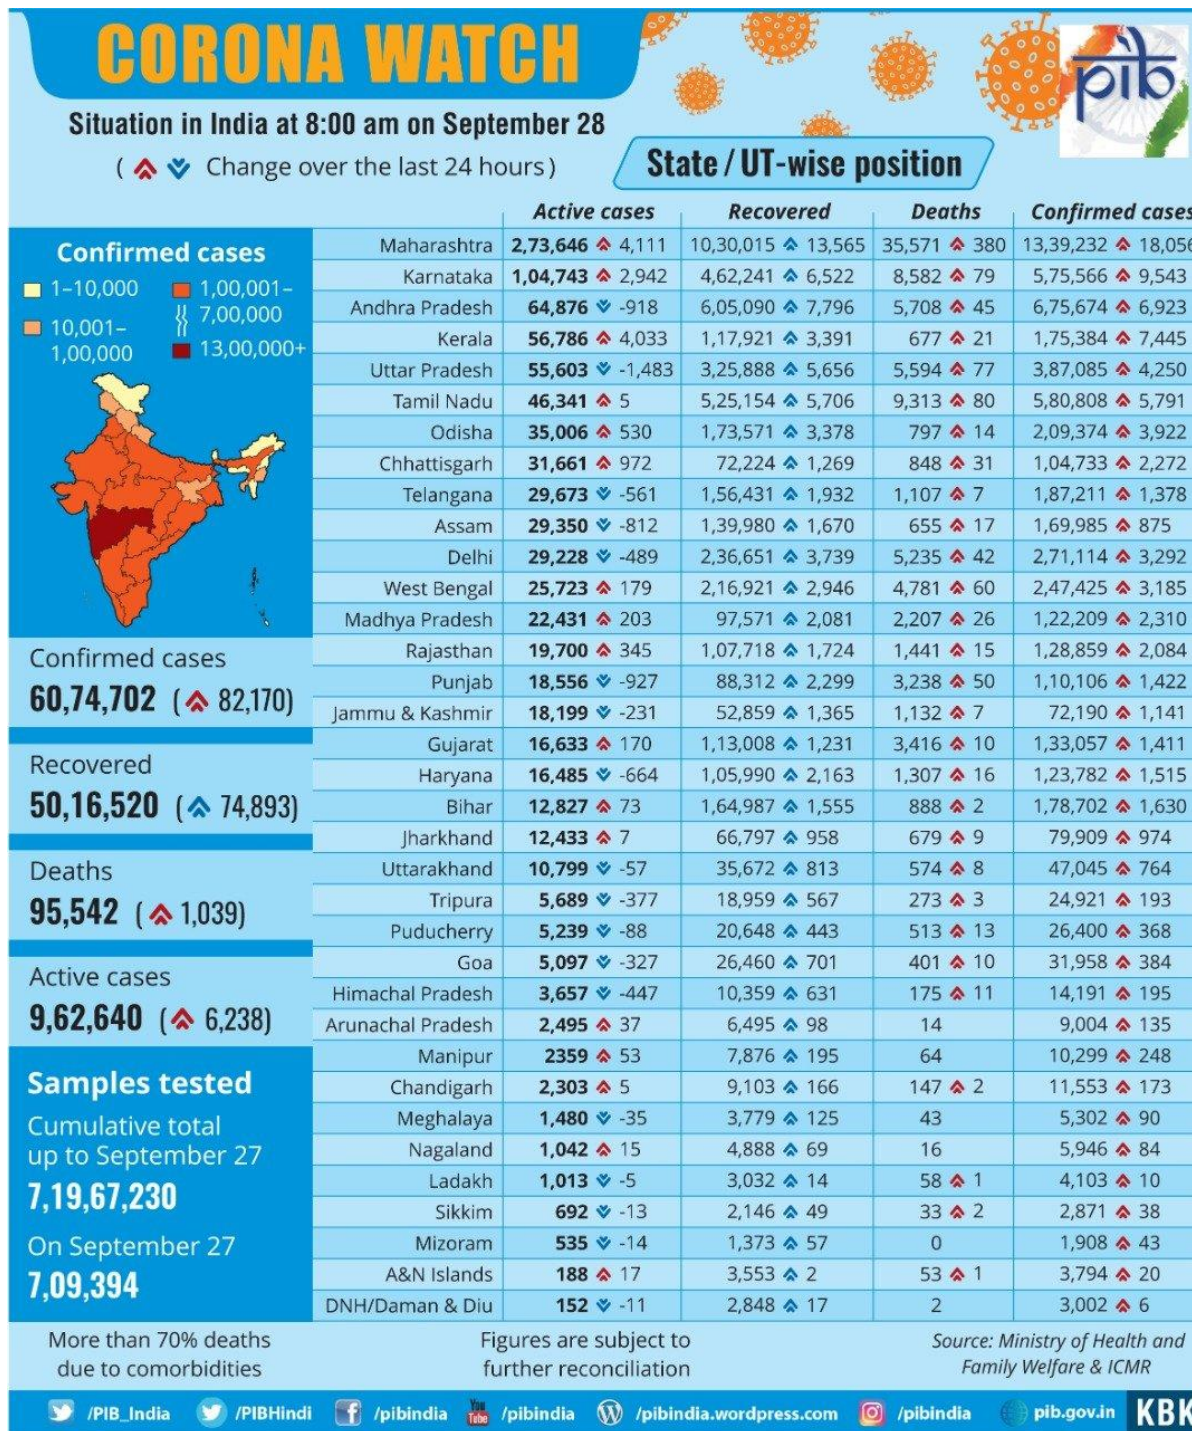 CORONA WATCH
pib
Situation in India at 8:00 am on September 28
( Change over the last 24 hours)
State / UT-wise position
Active cases Recovered Deaths Confirmed cases
Confirmed cases
1–10,000
10,001–
1,00,000
1,00,001–
7,00,000
13,00,000+
Maharashtra 2,73,646 4,111 10,30,015 13,565 35,571 380 13,39,232 18,056
Karnataka 1,04,743 2,942 4,62,241 6,522 8,582 79 5,75,566 9,543
Andhra Pradesh 64,876 -918 6,05,090 7,796 5,708 45 6,75,674 6,923
Kerala 56,786 4,033 1,17,921 3,391 677 21 1,75,384 7,445
Uttar Pradesh 55,603 -1,483 3,25,888 5,656 5,594 77 3,87,085 4,250
Tamil Nadu 46,341 5 5,25,154 5,706 9,313 80 5,80,808 5,791
Odisha 35,006 530 1,73,571 3,378 797 14 2,09,374 3,922
Chhattisgarh 31,661 972 72,224 1,269 848 31 1,04,733 2,272
Telangana 29,673 -561 1,56,431 1,932 1,107 7 1,87,211 1,378
Assam 29,350 -812 1,39,980 1,670 655 17 1,69,985 875
Delhi 29,228 -489 2,36,651 3,739 5,235 42 2,71,114 3,292
West Bengal 25,723 179 2,16,921 2,946 4,781 60 2,47,425 3,185
Madhya Pradesh 22,431 203 97,571 2,081 2,207 26 1,22,209 2,310
Rajasthan 19,700 345 1,07,718 1,724 1,441 15 1,28,859 2,084
Punjab 18,556 -927 88,312 2,299 3,238 50 1,10,106 1,422
Jammu & Kashmir 18,199 -231 52,859 1,365 1,132 7 72,190 1,141
Gujarat 16,633 170 1,13,008 1,231 3,416 10 1,33,057 1,411
Haryana 16,485 -664 1,05,990 2,163 1,307 16 1,23,782 1,515
Bihar 12,827 73 1,64,987 1,555 888 2 1,78,702 1,630
Jharkhand 12,433 7 66,797 958 679 9 79,909 974
Uttarakhand 10,799 -57 35,672 813 574 8 47,045 764
Tripura 5,689 -377 18,959 567 273 3 24,921 193
Puducherry 5,239 -88 20,648 443 513 13 26,400 368
Goa 5,097 -327 26,460 701 401 10 31,958 384
Himachal Pradesh 3,657 -447 10,359 631 175 11 14,191 195
Arunachal Pradesh 2,495 37 6,495 98 14 9,004 135
Manipur 2359 53 7,876 195 64 10,299 248
Chandigarh 2,303 5 9,103 166 147 2 11,553 173
Meghalaya 1,480 -35 3,779 125 43 5,302 90
Nagaland 1,042 15 4,888 69 16 5,946 84
Ladakh 1,013 -5 3,032 14 58 1 4,103 10
Sikkim 692 -13 2,146 49 33 2 2,871 38
Mizoram 535 -14 1,373 57 0 1,908 43
A&N Islands 188 17 3,553 2 53 1 3,794 20
DNH/Daman & Diu 152 -11 2,848 17 2 3,002 6
Confirmed cases
60,74,702 ( 82,170)
Recovered
50,16,520 ( 74,893)
Deaths
95,542 ( 1,039)
Active cases
9,62,640 ( 6,238)
Samples tested
Cumulative total
up to September 27
7,19,67,230
On September 27
7,09,394
More than 70% deaths
due to comorbidities
Figures are subject to
further reconciliation
Source: Ministry of Health and
Family Welfare & ICMR
/PIB_India /PIBHindi /pibindia You Tube /pibindia /pibindia.wordpress.com /pibindia pib.gov.in KBK